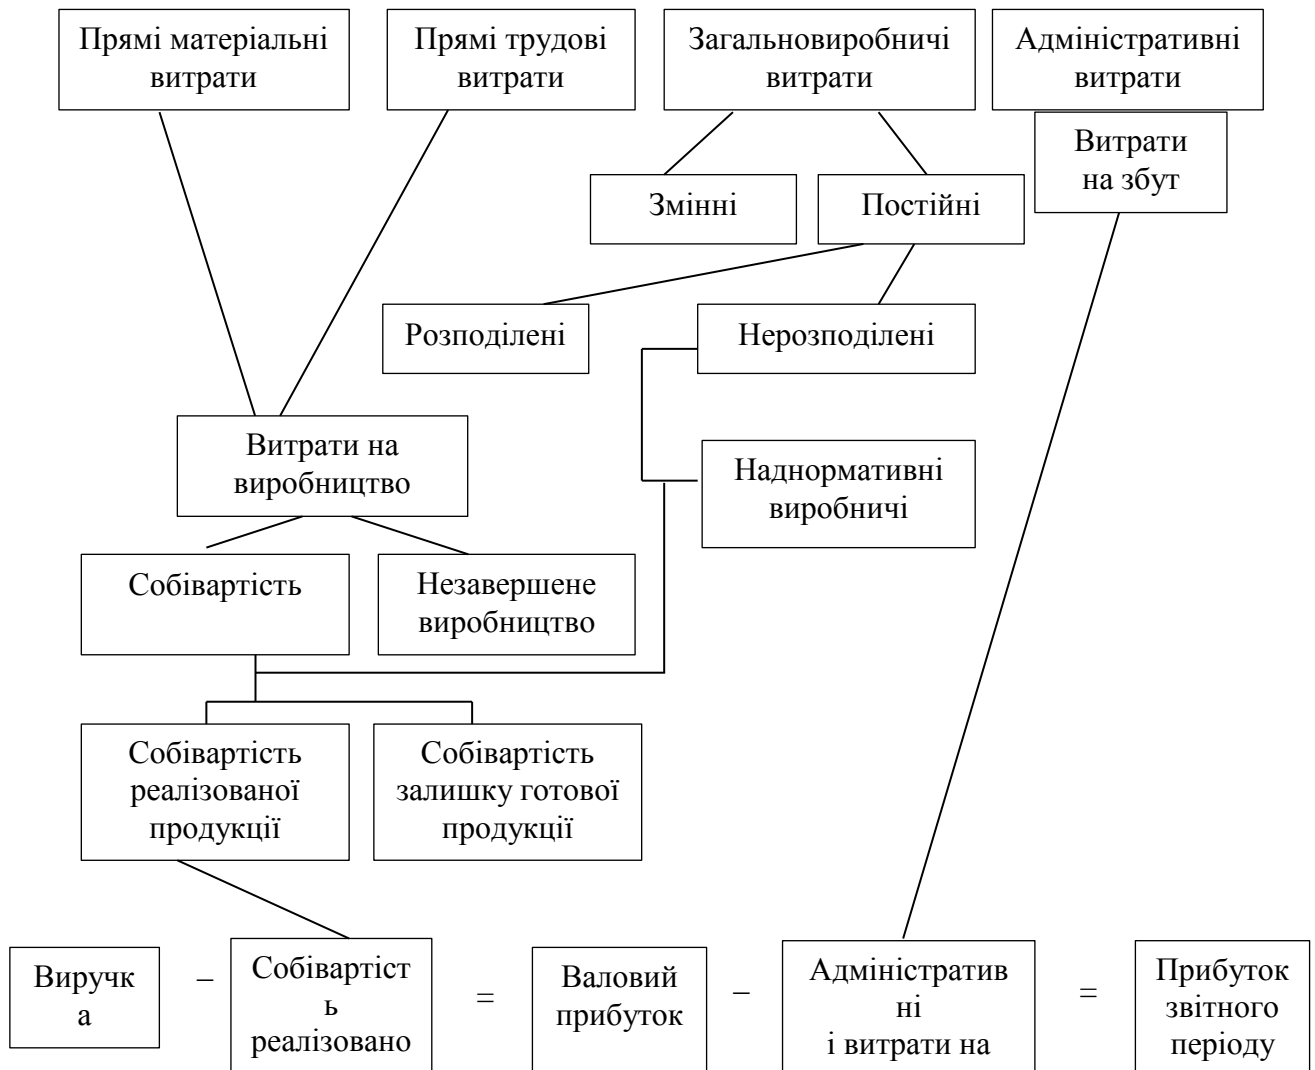 Прямі матеріальні
витрати
Прямі трудові
витрати
Загальновиробничі
витрати
Адміністративні
витрати
Витрати
на збут
Змінні
Постійні
Розподілені
Нерозподілені
Витрати на
виробництво
Наднормативні
виробничі
Собівартість
Незавершене
виробництво
Собівартість
реалізованої
продукції
Собівартість
залишку готової
продукції
Виручк
а
–
Собівартіст
ь
реалізовано
=
Валовий
прибуток
–
Адміністратив
ні
і витрати на
=
Прибуток
звітного
періоду